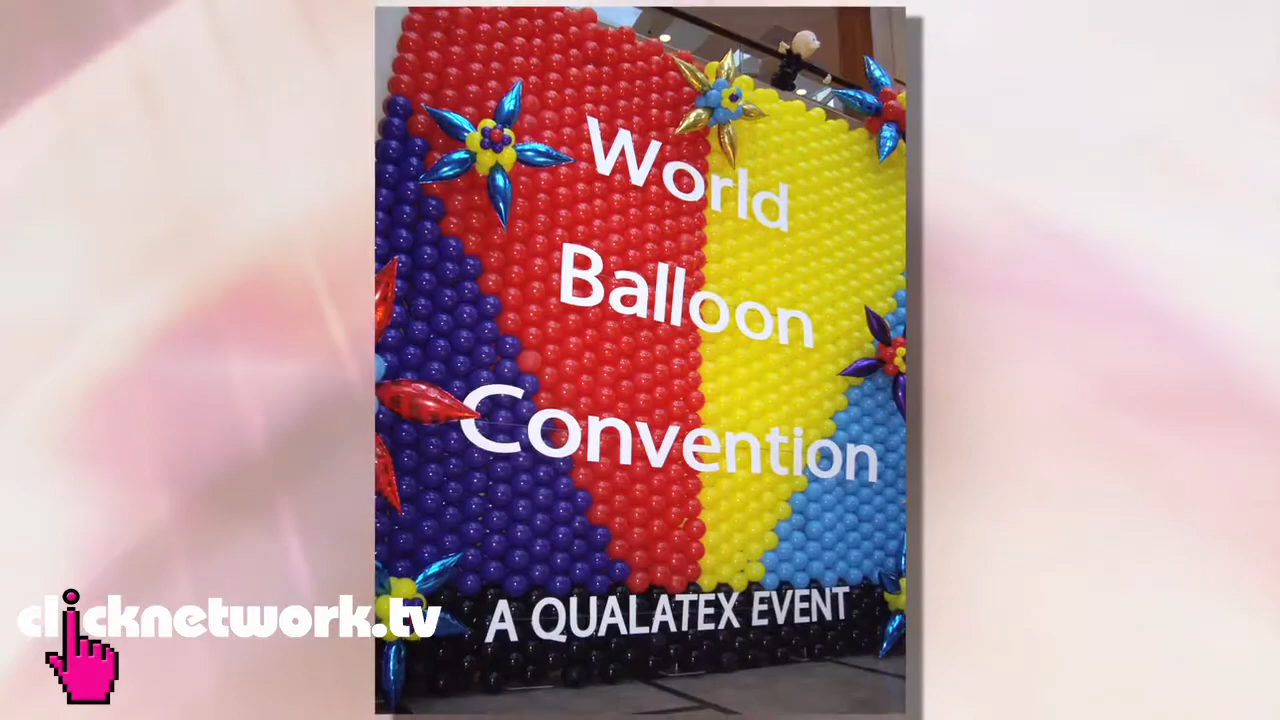 World
Balloon
Convention
A QUALATEX EVENT
clicknetwork.tv